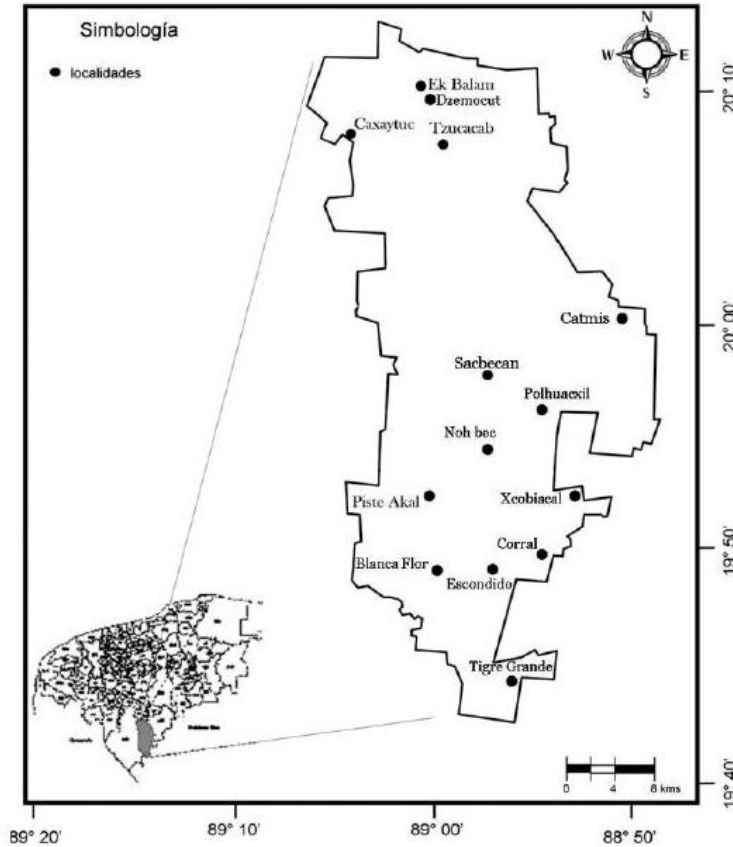 Simbología
localidades
N
W E
S
Ek Balam
Dzemocut
Caxaytuc
Tzucacab
Catmis
Sacbecan
Polhuacxil
Noh bec
Piste Akal
Xcobiacal
Corral
Blanca Flor
Escondido
Tigre Grande
0 4 8 kms
20° 10'
20° 00'
19° 50'
19° 40'
89° 20' 89° 10' 89° 00' 88° 50'